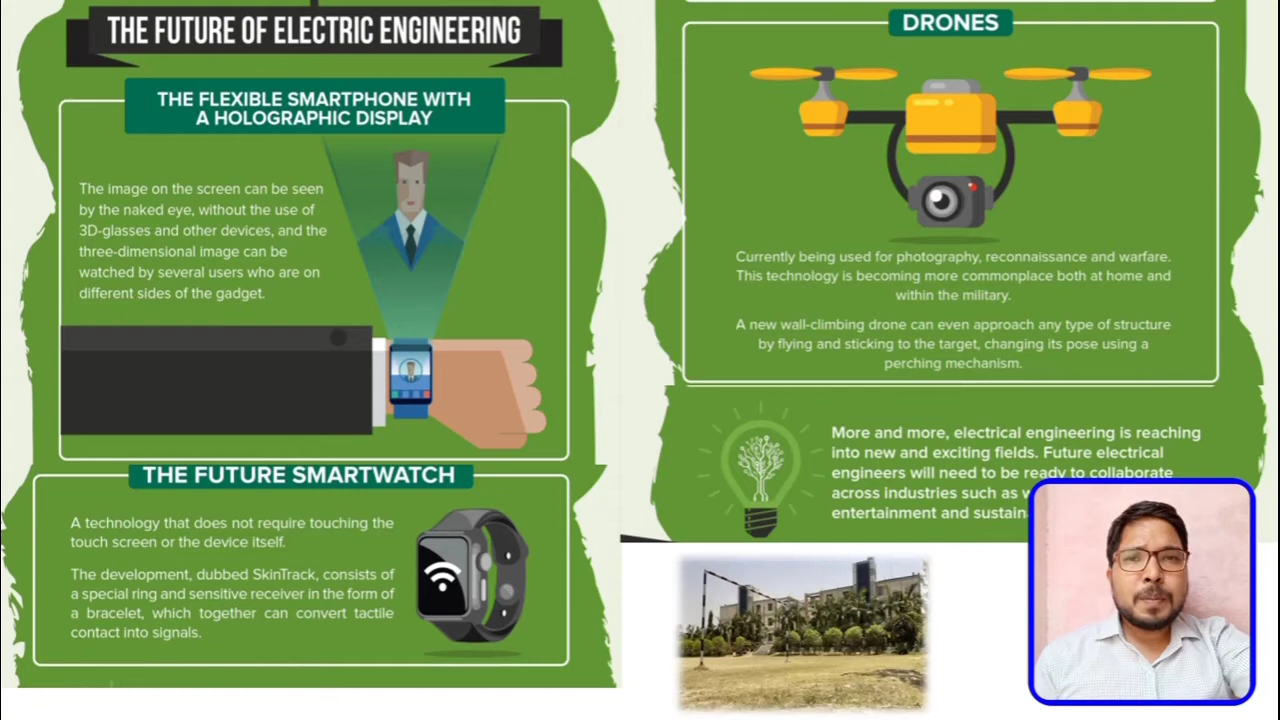 THE FUTURE OF ELECTRIC ENGINEERING
THE FLEXIBLE SMARTPHONE WITH
A HOLOGRAPHIC DISPLAY
The image on the screen can be seen
by the naked eye, without the use of
3D-glasses and other devices, and the
three-dimensional image can be
watched by several users who are on
different sides of the gadget.
THE FUTURE SMARTWATCH
A technology that does not require touching the
touch screen or the device itself.
The development, dubbed SkinTrack, consists of
a special ring and sensitive receiver in the form of
a bracelet, which together can convert tactile
contact into signals.
DRONES
Currently being used for photography, reconnaissance and warfare.
This technology is becoming more commonplace both at home and
within the military.
A new wall-climbing drone can even approach any type of structure
by flying and sticking to the target, changing its pose using a
perching mechanism.
More and more, electrical engineering is reaching
into new and exciting fields. Future electrical
engineers will need to be ready to collaborate
across industries such as
entertainment and